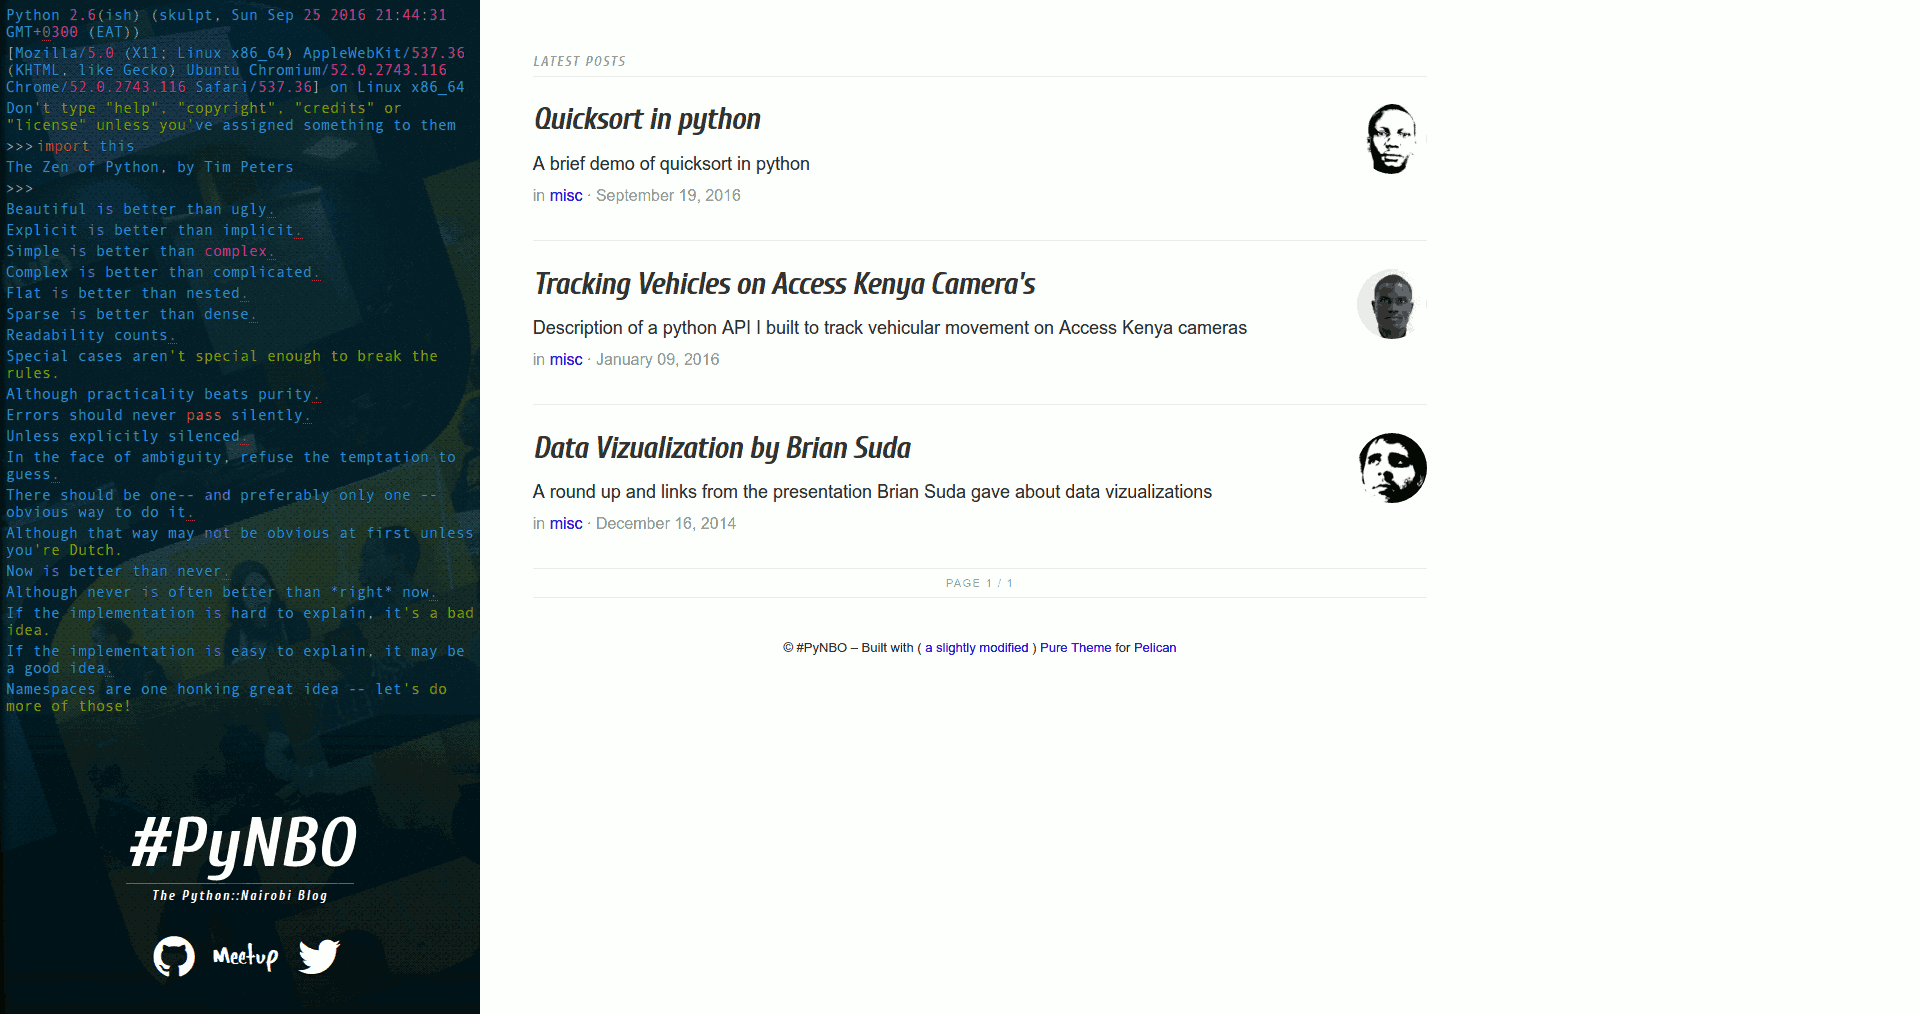 Python 2.6(ish) (skulpt, Sun Sep 25 2016 21:44:31
GMT+0300 (EAT))
[Mozilla/5.0 (X11; Linux x86_64) AppleWebKit/537.36
(KHTML, like Gecko) Ubuntu Chromium/52.0.2743.116
Chrome/52.0.2743.116 Safari/537.36] on Linux x86_64
Don't type "help", "copyright", "credits" or
"license" unless you've assigned something to them
>>> import this
The Zen of Python, by Tim Peters
>>>
Beautiful is better than ugly.
Explicit is better than implicit.
Simple is better than complex.
Complex is better than complicated.
Flat is better than nested.
Sparse is better than dense.
Readability counts.
Special cases aren't special enough to break the
rules.
Although practicality beats purity.
Errors should never pass silently.
Unless explicitly silenced.
In the face of ambiguity, refuse the temptation to
guess.
There should be one-- and preferably only one --
obvious way to do it.
Although that way may not be obvious at first unless
you're Dutch.
Now is better than never.
Although never is often better than *right* now.
If the implementation is hard to explain, it's a bad
idea.
If the implementation is easy to explain, it may be
a good idea.
Namespaces are one honking great idea -- let's do
more of those!
#PyNBO
The Python::Nairobi Blog
Meetup
LATEST POSTS
Quicksort in python
A brief demo of quicksort in python
in misc · September 19, 2016
Tracking Vehicles on Access Kenya Camera's
Description of a python API I built to track vehicular movement on Access Kenya cameras
in misc · January 09, 2016
Data Vizualization by Brian Suda
A round up and links from the presentation Brian Suda gave about data vizualizations
in misc · December 16, 2014
PAGE 1 / 1
© #PyNBO – Built with ( a slightly modified ) Pure Theme for Pelican